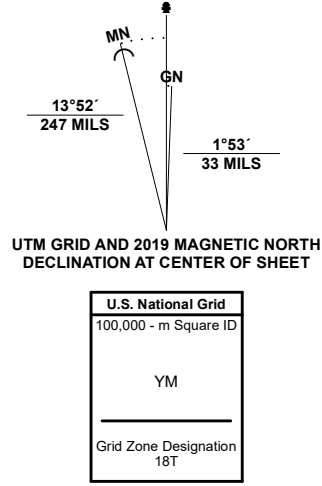 MN
GN
13°52´
247 MILS
1°53´
33 MILS
UTM GRID AND 2019 MAGNETIC NORTH
DECLINATION AT CENTER OF SHEET
U.S. National Grid
100,000 - m Square ID
YM
Grid Zone Designation
18T